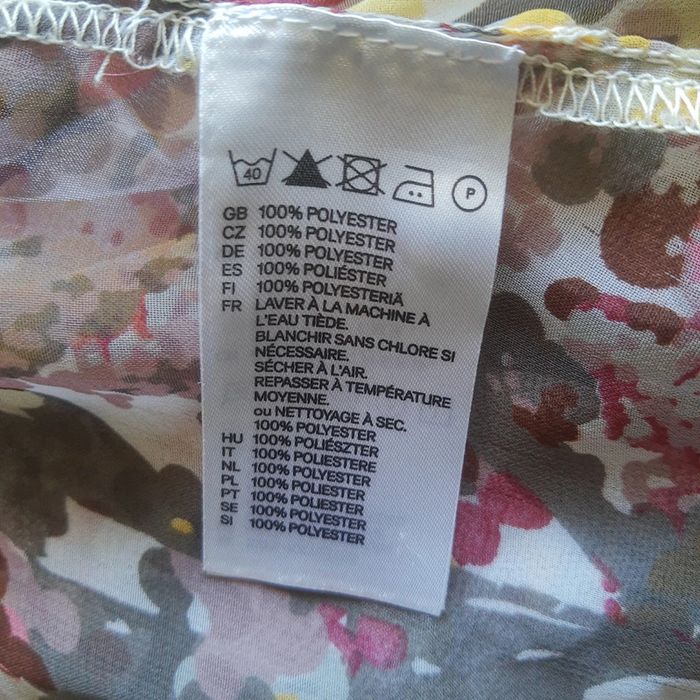 40
P
GB 100% POLYESTER
CZ 100% POLYESTER
DE 100% POLYESTER
ES 100% POLIÉSTER
FI 100% POLYESTERIÄ
FR LAVER À LA MACHINE À
L'EAU TIÈDE.
BLANCHIR SANS CHLORE SI
NÉCESSAIRE.
SÉCHER À L'AIR.
REPASSER À TEMPÉRATURE
MOYENNE.
ou NETTOYAGE À SEC.
100% POLYESTER
HU 100% POLIÉSZTER
IT 100% POLIESTERE
NL 100% POLYESTER
PL 100% POLIESTER
PT 100% POLIESTER
SE 100% POLYESTER
SI 100% POLYESTER